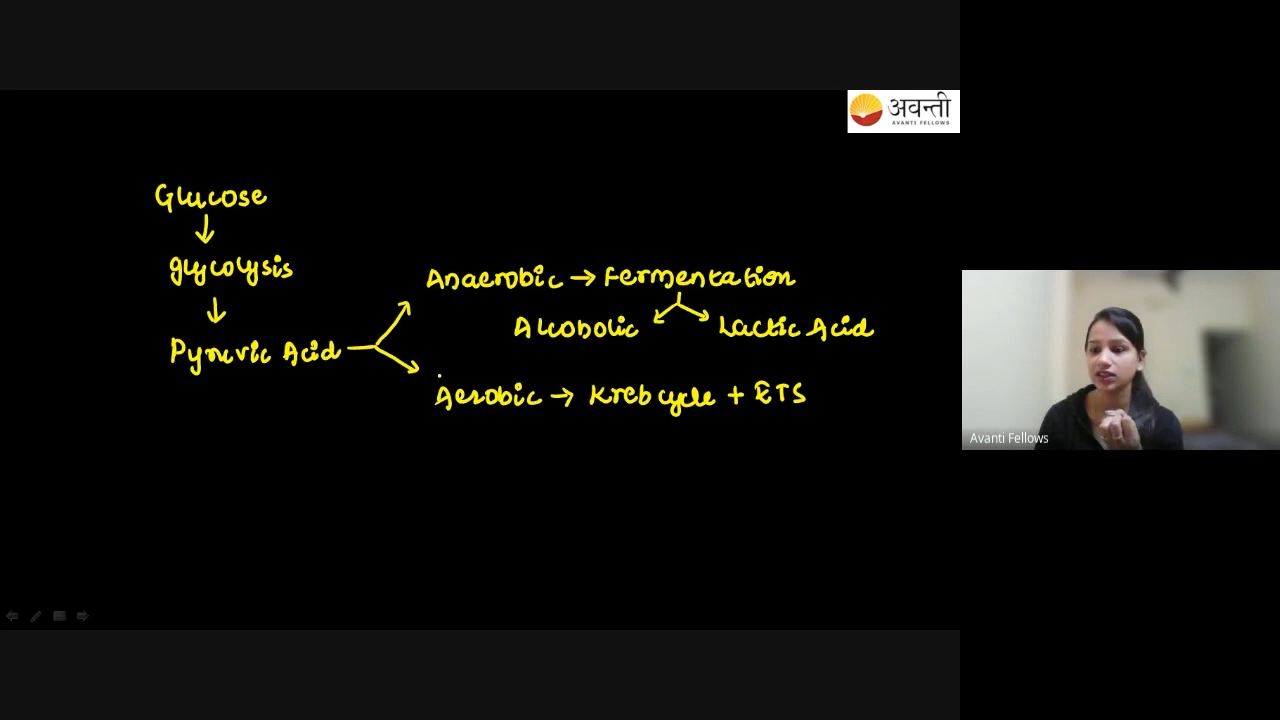 अवन्ती
AVANTI FELLOWS
Glucose
glycolysis
Anaerobic → Fermentation
Alcoholic Lactic Acid
Pyruvic Acid
Aerobic → Kreb cycle + ETS
Avanti Fellows